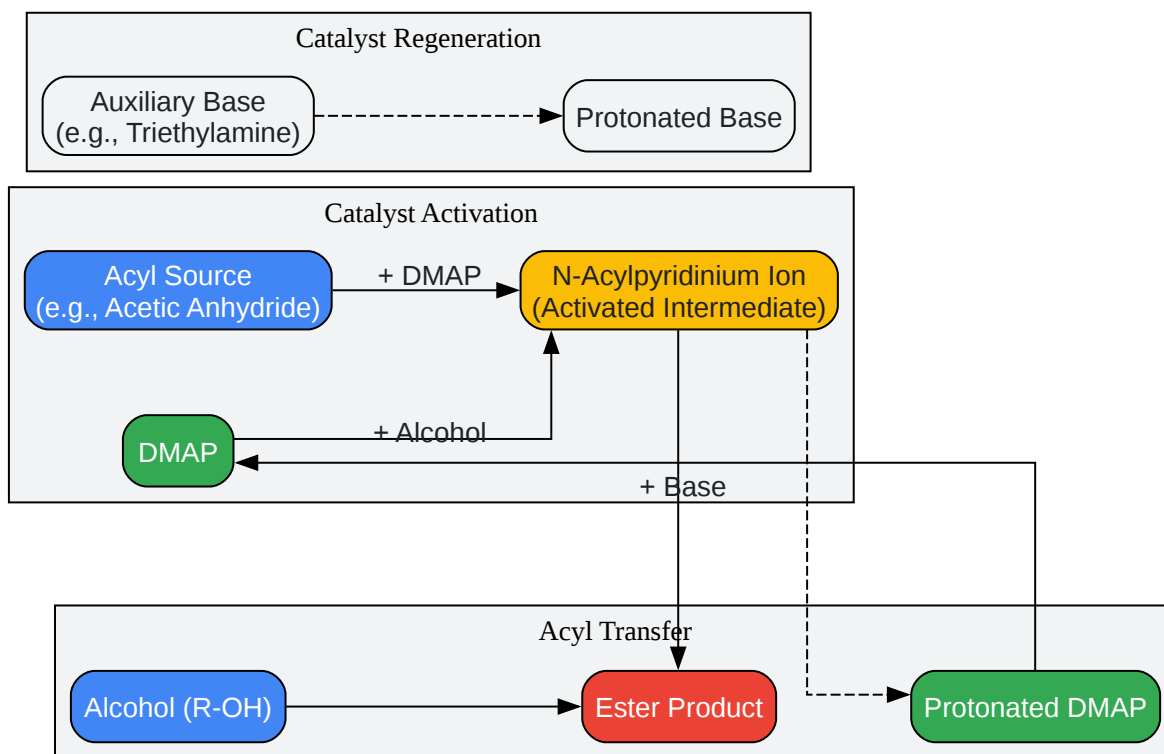 Catalyst Regeneration
Auxiliary Base
(e.g., Triethylamine)
Protonated Base
Catalyst Activation
Acyl Source
(e.g., Acetic Anhydride)
+ DMAP
N-Acylpyridinium Ion
(Activated Intermediate)
+ Alcohol
DMAP
+ Base
Acyl Transfer
Alcohol (R-OH)
Ester Product
Protonated DMAP